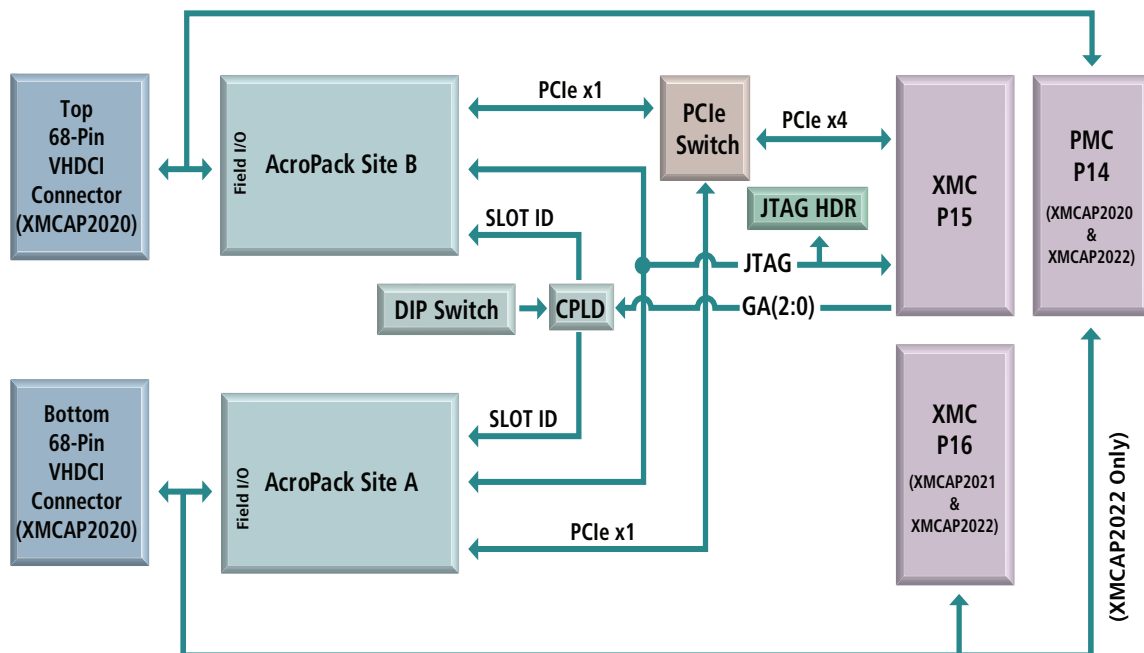 Top
68-Pin
VHDCI
Connector
(XMCAP2020)
Field I/O
AcroPack Site B
PCIe x1
PCIe
Switch
PCIe x4
XMC
P15
PMC
P14
(XMCAP2020
&
XMCAP2022)
JTAG HDR
SLOT ID
JTAG
DIP Switch
CPLD
GA(2:0)
Bottom
68-Pin
VHDCI
Connector
(XMCAP2020)
Field I/O
AcroPack Site A
SLOT ID
PCIe x1
XMC
P16
(XMCAP2021
&
XMCAP2022)
(XMCAP2022 Only)